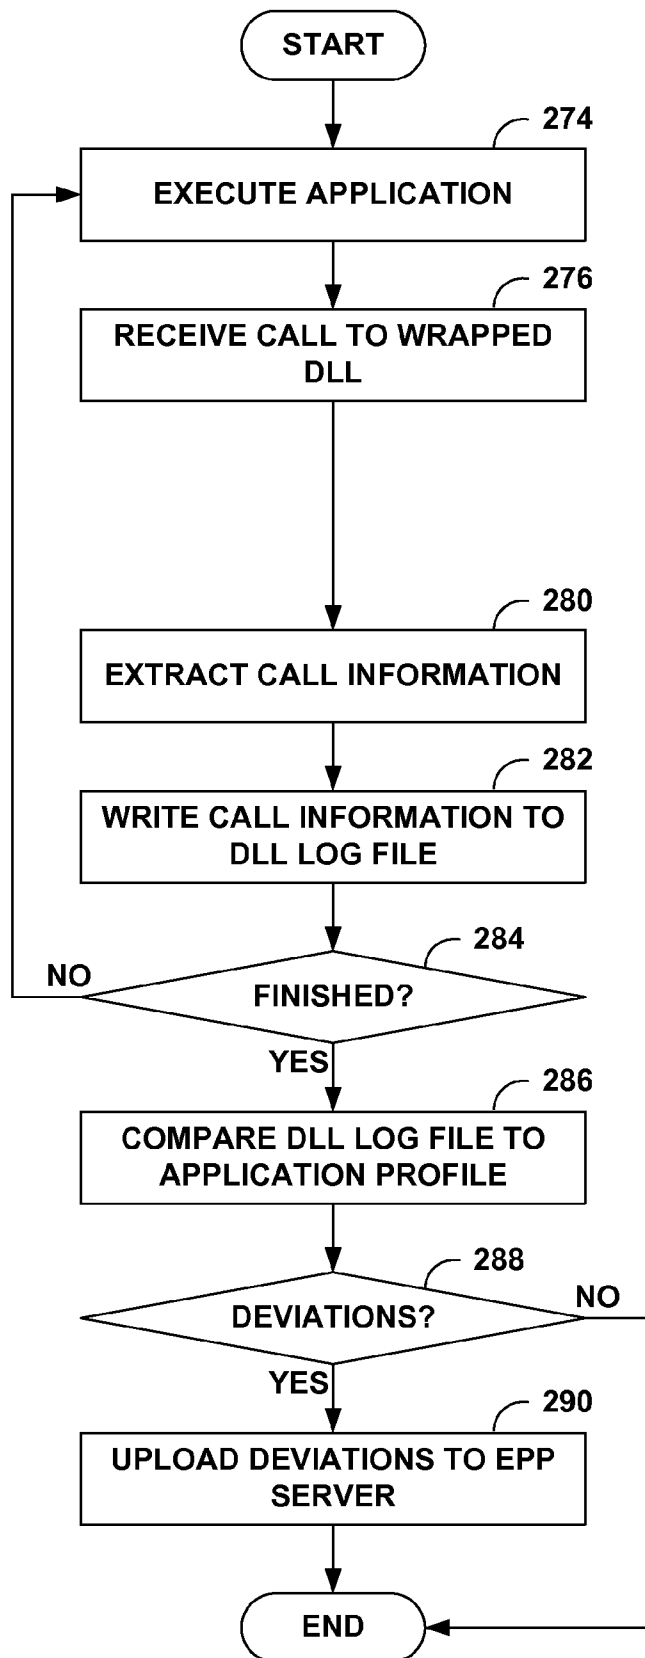 START
274
EXECUTE APPLICATION
276
RECEIVE CALL TO WRAPPED
DLL
280
EXTRACT CALL INFORMATION
282
WRITE CALL INFORMATION TO
DLL LOG FILE
284
NO
FINISHED?
YES
286
COMPARE DLL LOG FILE TO
APPLICATION PROFILE
288
NO
DEVIATIONS?
YES
290
UPLOAD DEVIATIONS TO EPP
SERVER
END